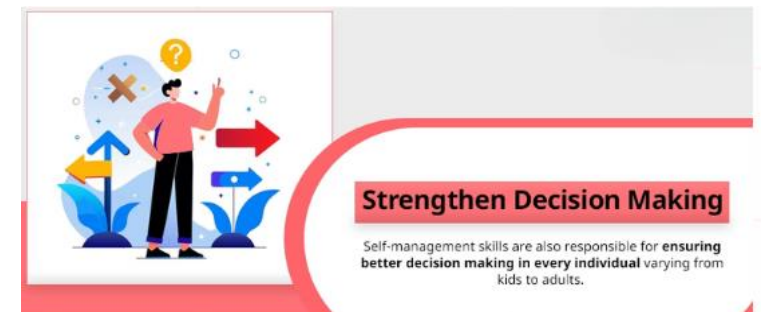 ?
Strengthen Decision Making
Self-management skills are also responsible for ensuring
better decision making in every individual varying from
kids to adults.